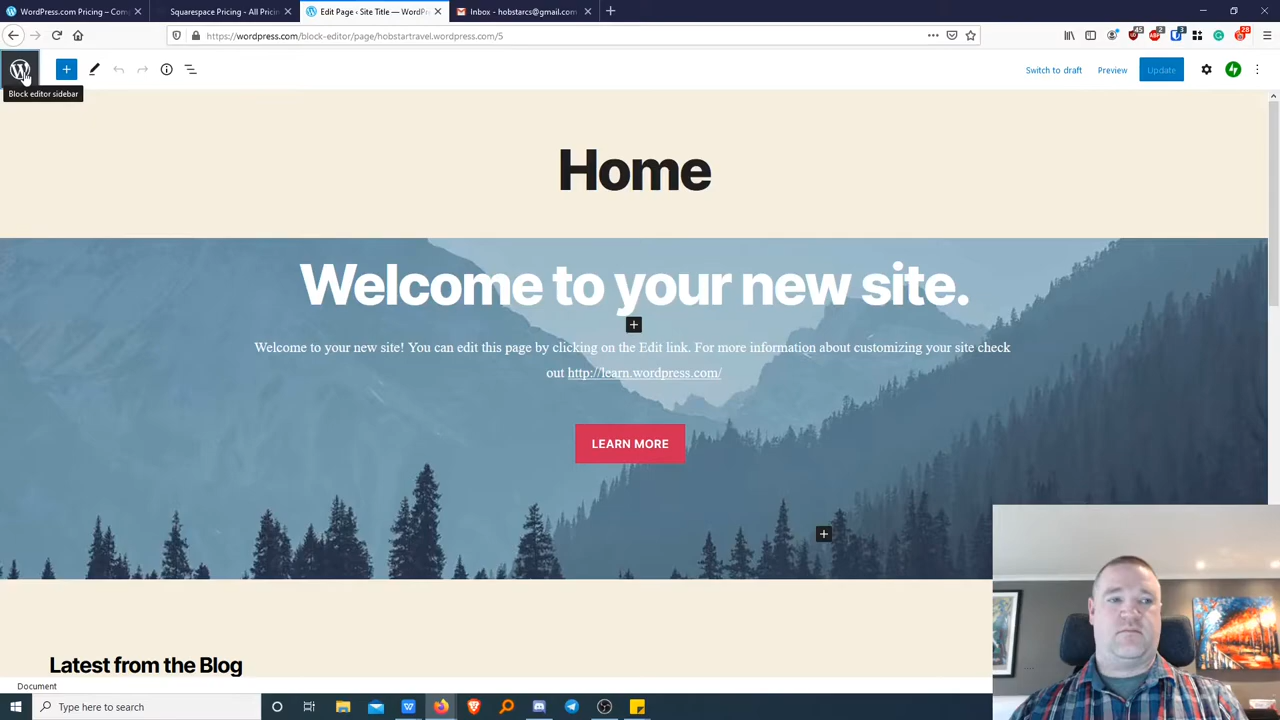 WordPress.com Pricing – Com
Squarespace Pricing - All Pricin
Edit Page ‹ Site Title — WordPr
Inbox - hobstarcs@gmail.com
https://wordpress.com/block-editor/page/hobstartravel.wordpress.com/5
45
3
28
Switch to draft
Preview
Update
Block editor sidebar
Home
Welcome to your new site.
Welcome to your new site! You can edit this page by clicking on the Edit link. For more information about customizing your site check
out http://learn.wordpress.com/
LEARN MORE
Latest from the Blog
Document
Type here to search